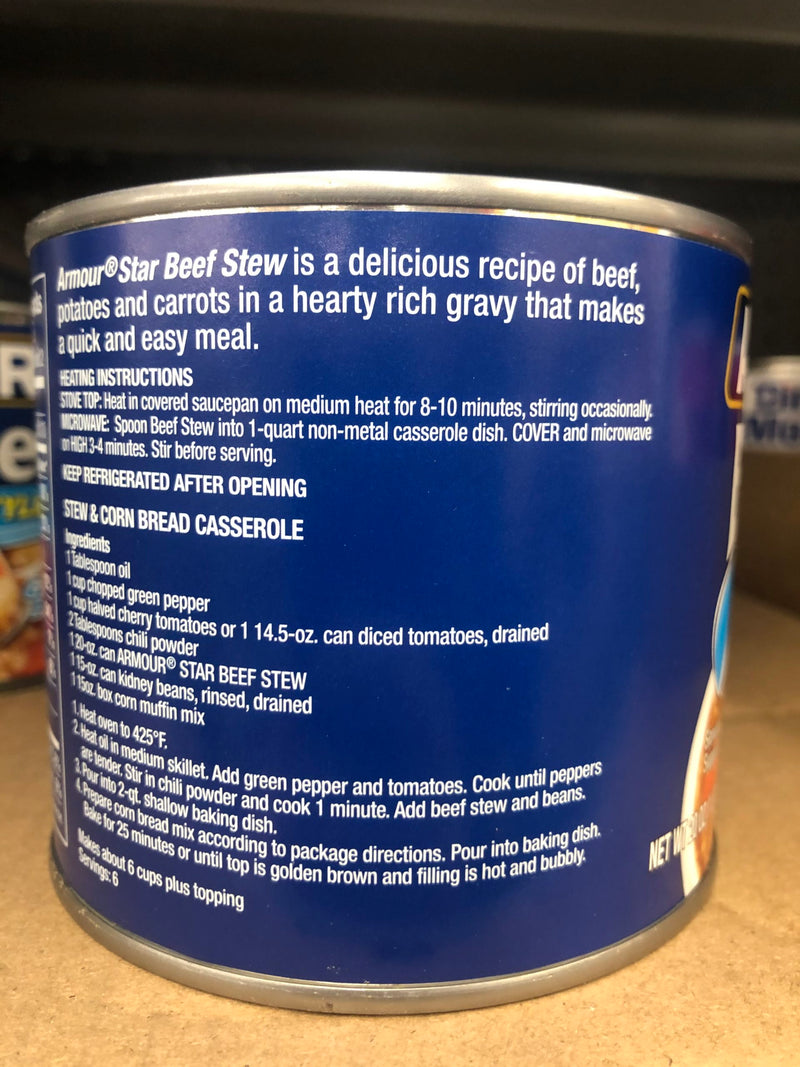 Armour® Star Beef Stew is a delicious recipe of beef,
potatoes and carrots in a hearty rich gravy that makes
a quick and easy meal.
HEATING INSTRUCTIONS
STOVE TOP: Heat in covered saucepan on medium heat for 8-10 minutes, stirring occasionally.
MICROWAVE: Spoon Beef Stew into 1-quart non-metal casserole dish. COVER and microwave
on HIGH 3-4 minutes. Stir before serving.
KEEP REFRIGERATED AFTER OPENING
STEW & CORN BREAD CASSEROLE
Ingredients
1 Tablespoon oil
1 cup chopped green pepper
1 cup halved cherry tomatoes or 1 14.5-oz. can diced tomatoes, drained
2 Tablespoons chili powder
1 20-oz. can ARMOUR® STAR BEEF STEW
1 15-oz. can kidney beans, rinsed, drained
1 15oz. box corn muffin mix
1. Heat oven to 425°F.
2. Heat oil in medium skillet. Add green pepper and tomatoes. Cook until peppers
are tender. Stir in chili powder and cook 1 minute. Add beef stew and beans.
3. Pour into 2-qt. shallow baking dish.
4. Prepare corn bread mix according to package directions. Pour into baking dish.
Bake for 25 minutes or until top is golden brown and filling is hot and bubbly.
Makes about 6 cups plus topping
Servings: 6
NET